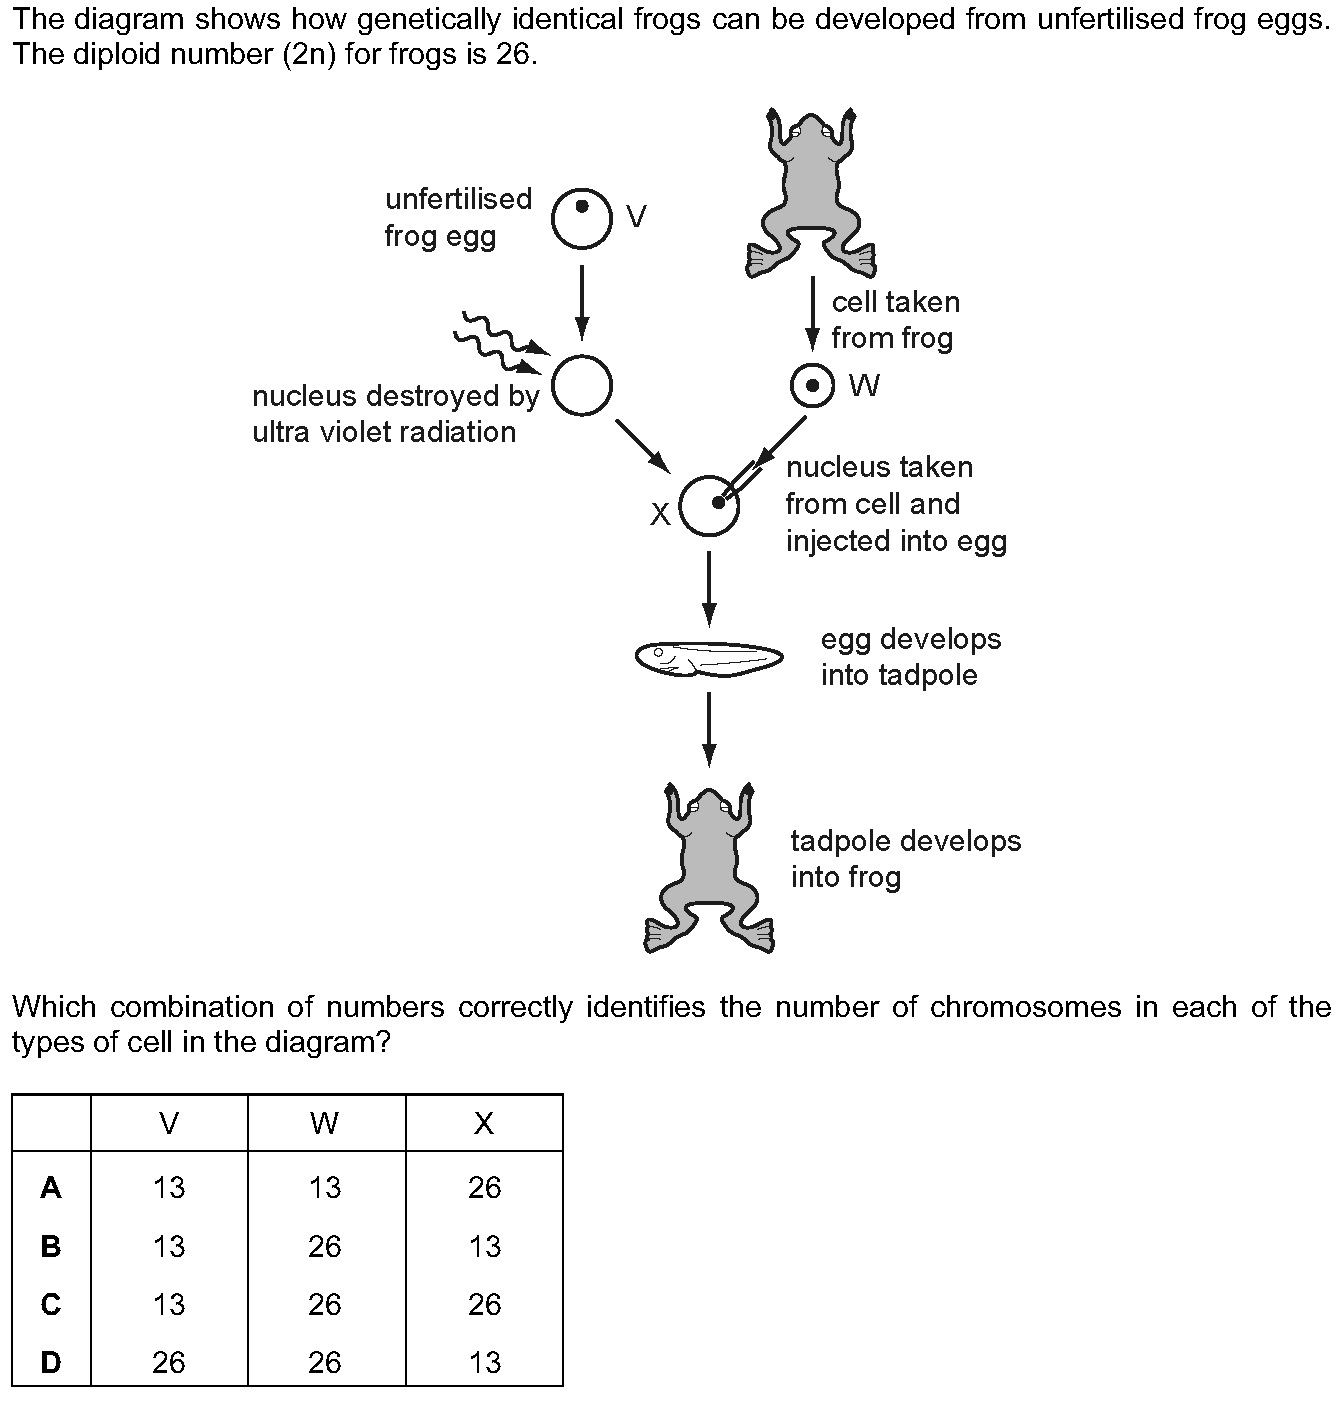 The diagram shows how genetically identical frogs can be developed from unfertilised frog eggs.
The diploid number (2n) for frogs is 26.
unfertilised
frog egg
V
cell taken
from frog
W
nucleus destroyed by
ultra violet radiation
X
nucleus taken
from cell and
injected into egg
egg develops
into tadpole
tadpole develops
into frog
Which combination of numbers correctly identifies the number of chromosomes in each of the
types of cell in the diagram?
V W X
A 13 13 26
B 13 26 13
C 13 26 26
D 26 26 13